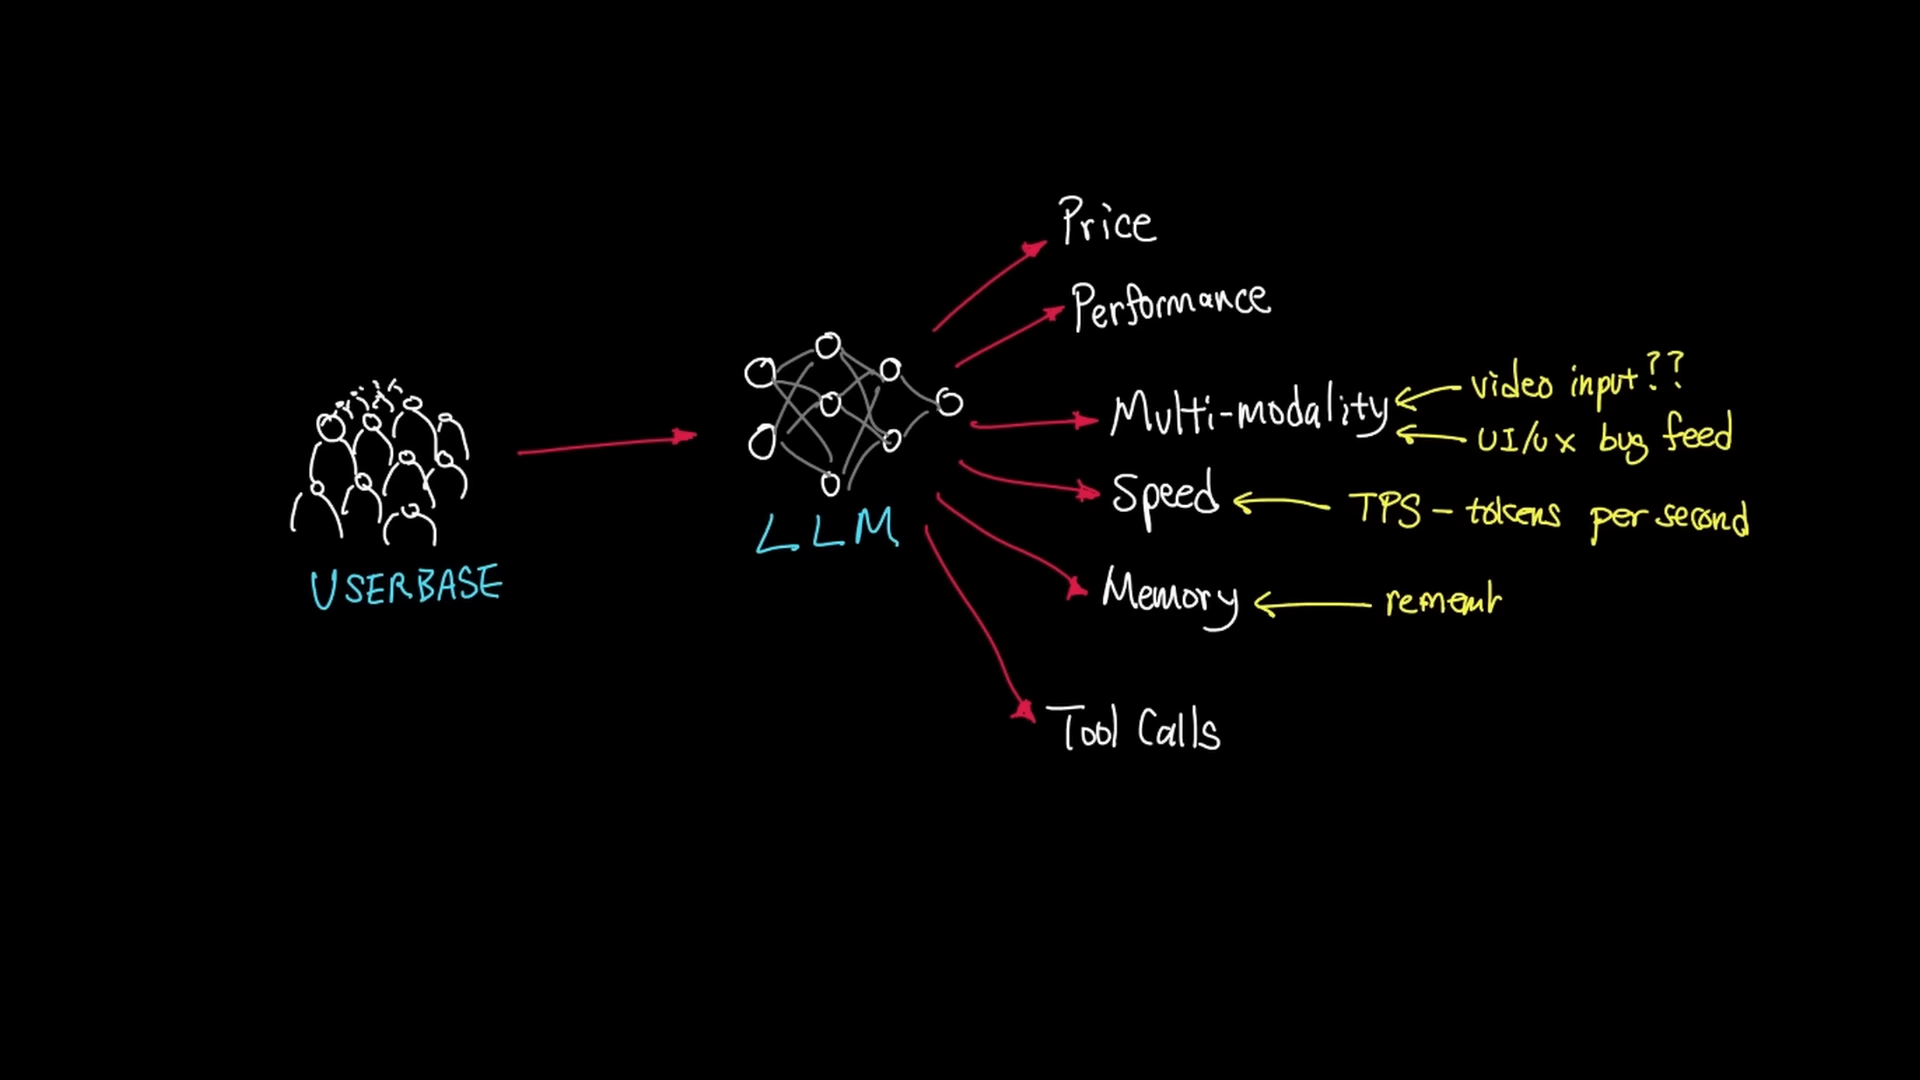 Price
Performance
Multi-modality
video input??
UI/UX bug feed
Speed
TPS - tokens per second
Memory
Tool Calls
LLM
USERBASE